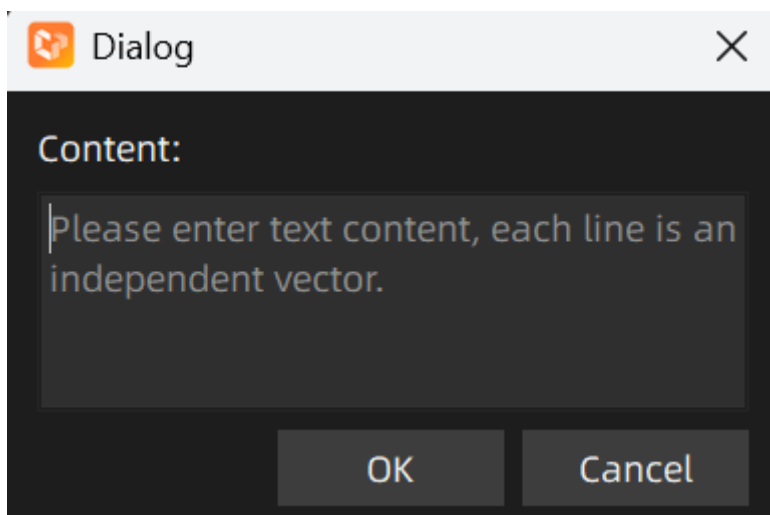 Dialog
Content:
Please enter text content, each line is an
independent vector.
OK
Cancel